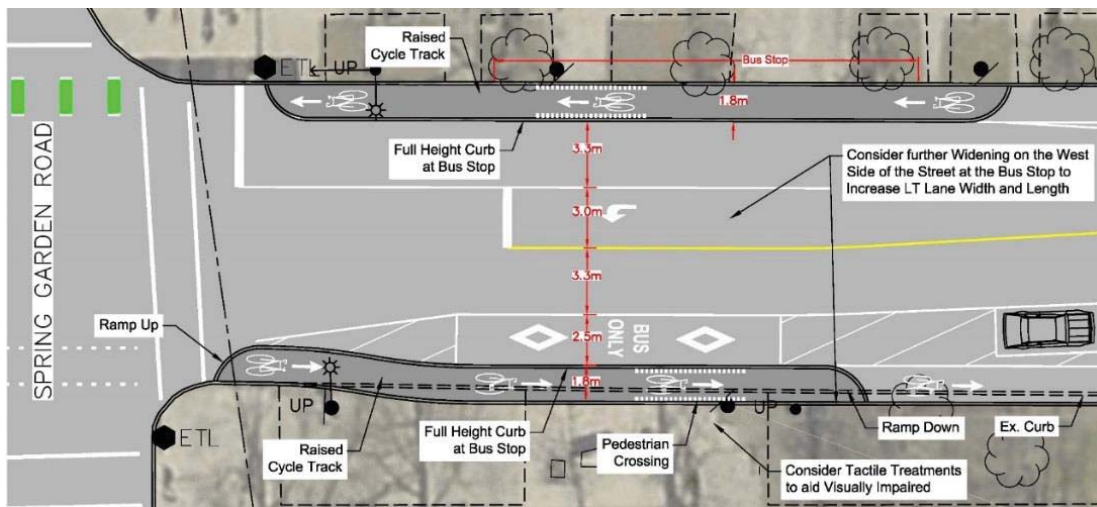 Raised
Cycle Track
ETL
UP
Bus Stop
1.8m
Full Height Curb
at Bus Stop
3.3m
Consider further Widening on the West
Side of the Street at the Bus Stop to
Increase LT Lane Width and Length
3.0m
SPRING GARDEN ROAD
3.3m
Ramp Up
2.5m
BUS
ONLY
1.8m
UP
UP
ETL
Raised
Cycle Track
Full Height Curb
at Bus Stop
Pedestrian
Crossing
Ramp Down
Ex. Curb
Consider Tactile Treatments
to aid Visually Impaired